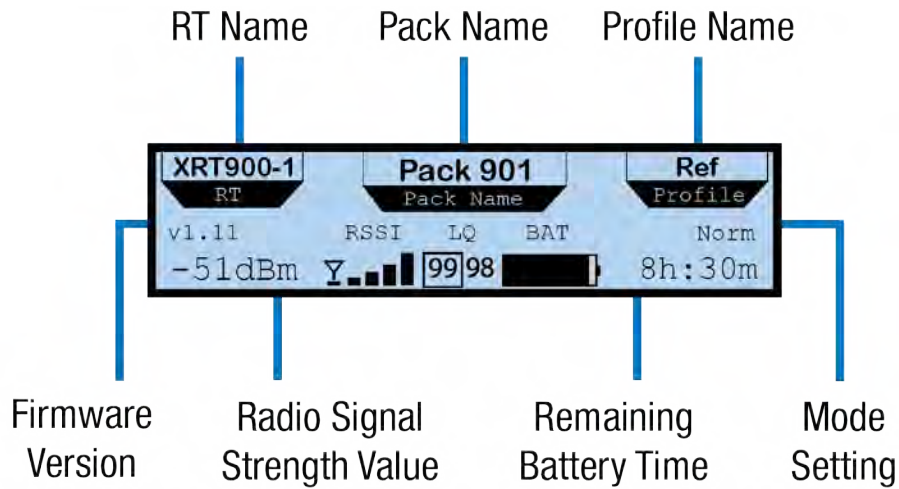 RT Name Pack Name Profile Name
XRT900-1 Pack 901 Ref
RT Pack Name Profile
v1.11 RSSI LQ BAT Norm
-51dBm 99 98 8h:30m
Firmware Radio Signal Remaining Mode
Version Strength Value Battery Time Setting